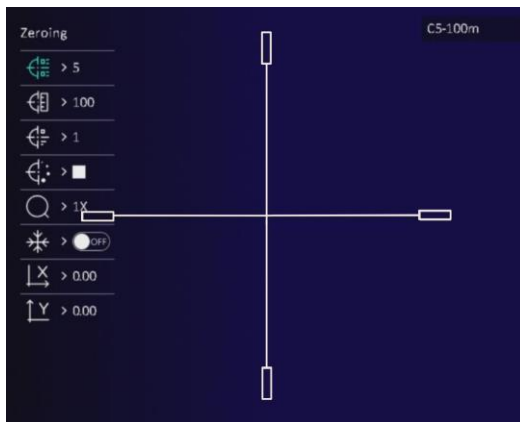 Zeroing
C5-100m
> 5
> 100
> 1
>
> 1X
> OFF
X > 0.00
Y > 0.00